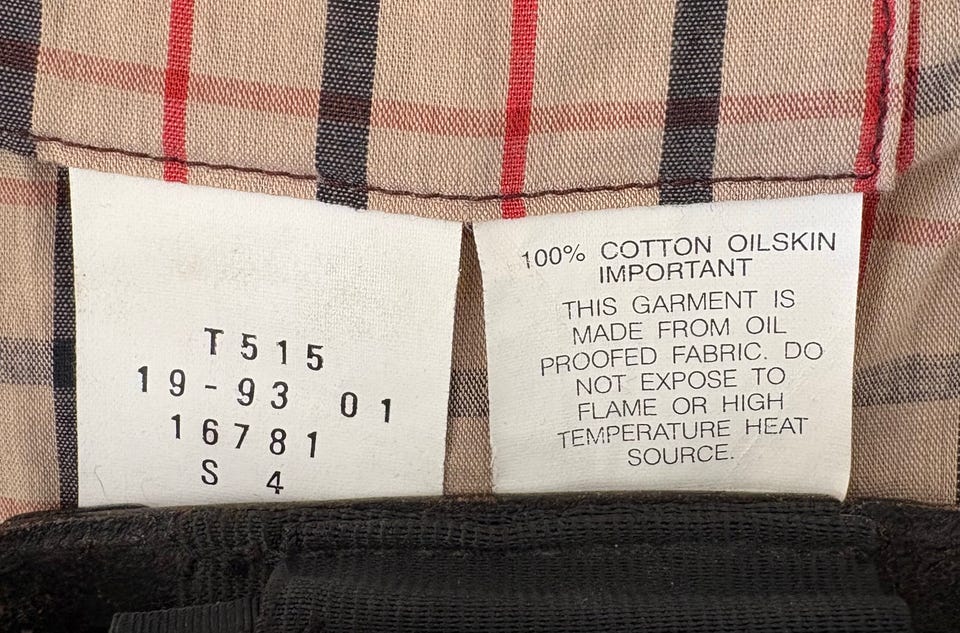 T515
19-93 01
16781
S 4
100% COTTON OILSKIN
IMPORTANT
THIS GARMENT IS
MADE FROM OIL
PROOFED FABRIC. DO
NOT EXPOSE TO
FLAME OR HIGH
TEMPERATURE HEAT
SOURCE.